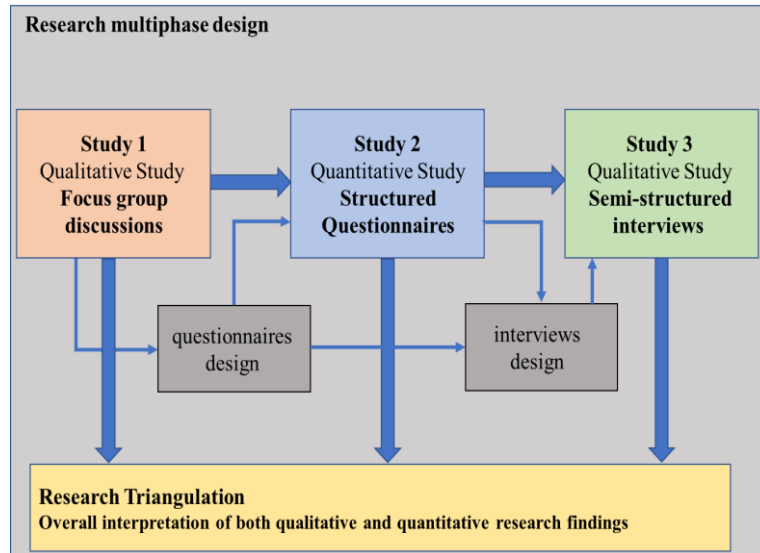 Research multiphase design
Study 1
Qualitative Study
Focus group
discussions
Study 2
Quantitative Study
Structured
Questionnaires
Study 3
Qualitative Study
Semi-structured
interviews
questionnaires
design
interviews
design
Research Triangulation
Overall interpretation of both qualitative and quantitative research findings